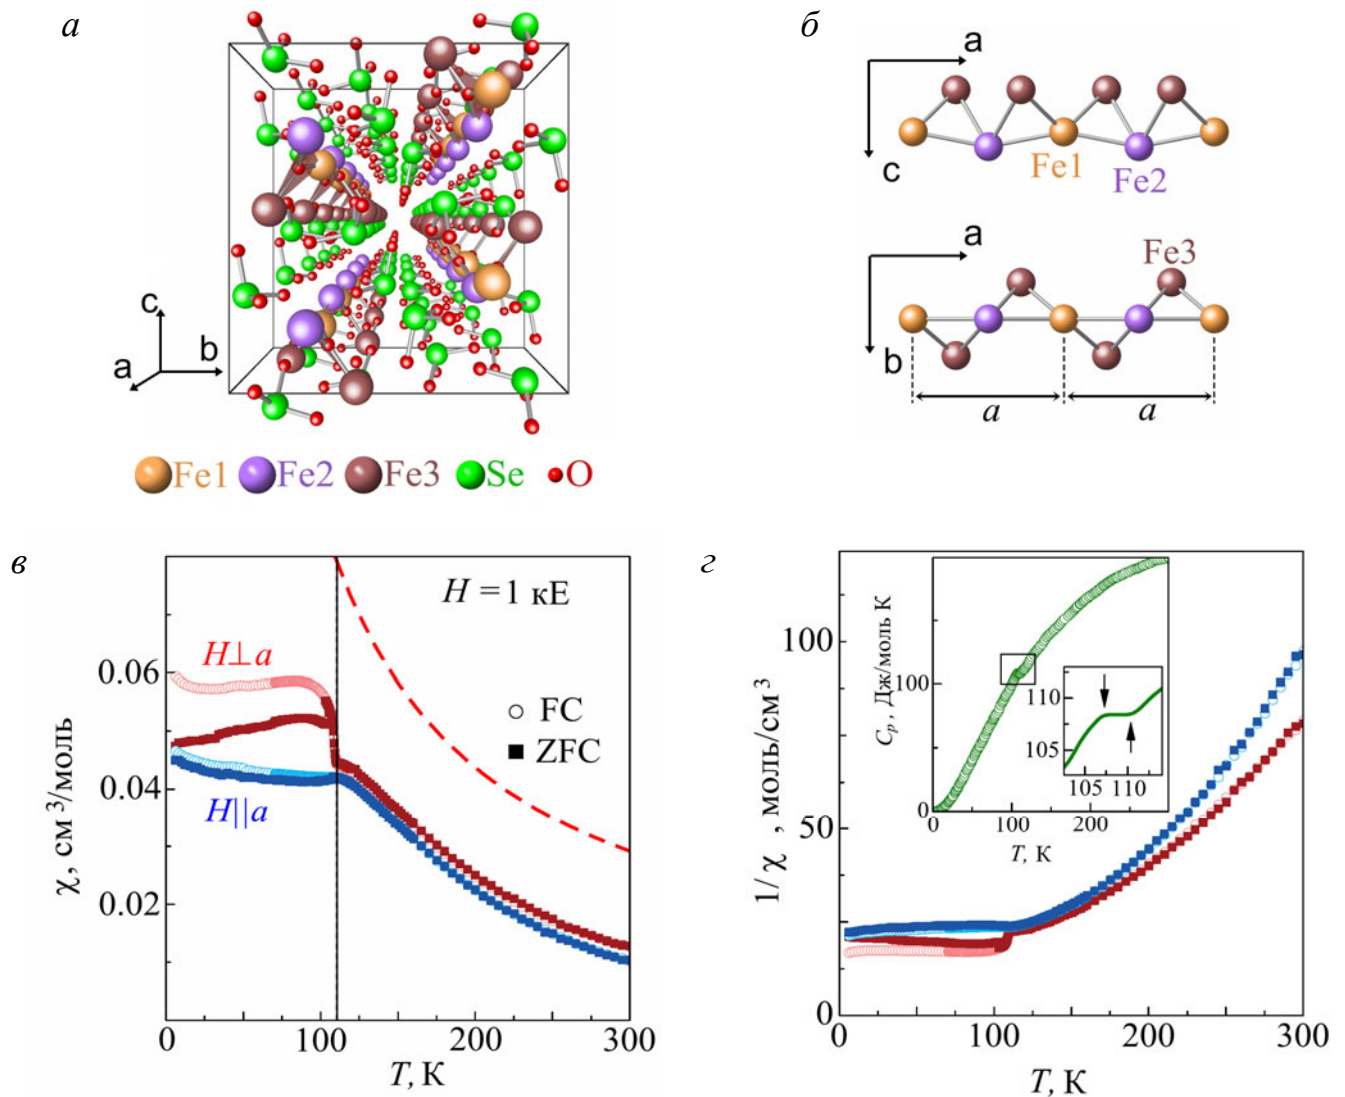 а
c
b
a
Fe1 Fe2 Fe3 Se O
б
a
c
Fe1
Fe2
a
Fe3
b
a a
в
H = 1 кЕ
H⊥a
FC
ZFC
H||a
0.06
0.04
0.02
0 100 200 300
χ, см³/моль
T, К
г
100
50
0
0 100 200 300
1/χ , моль/см³
T, К
100
0
0 100 200
Cp, Дж/моль К
T, К
110
105
105 110